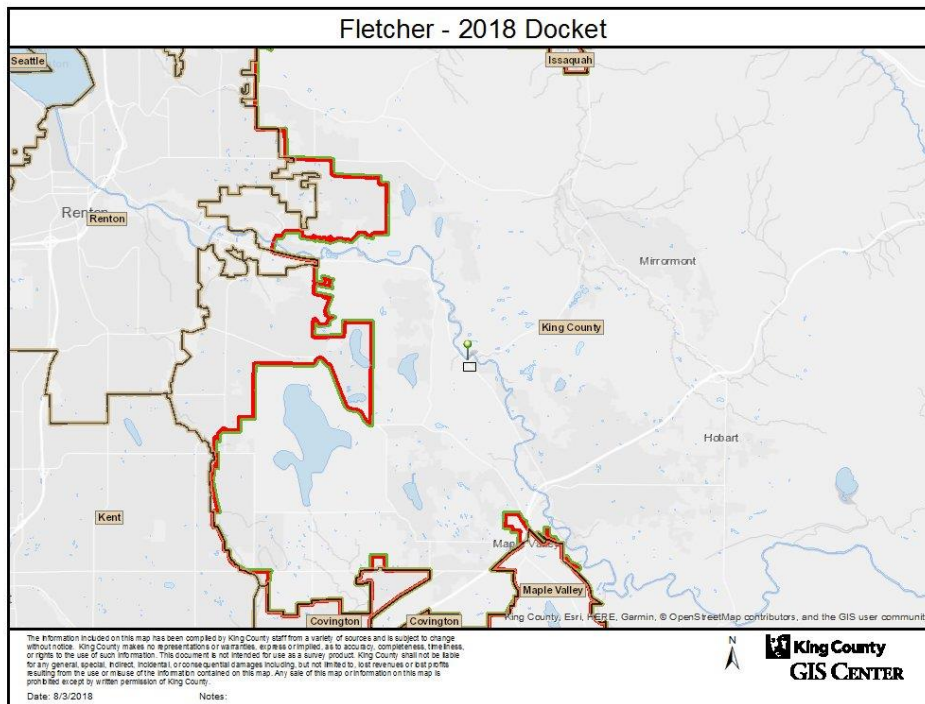 Fletcher - 2018 Docket
Seattle
Issaquah
Renton
Renton
Mirrormont
King County
Hobart
Kent
Maple Valley
Covington
Covington
King County, Esri, HERE, Garmin, © OpenStreetMap contributors, and the GIS user communit
The information included on this map has been compiled by King County staff from a variety of sources and is subject to change
without notice. King County makes no representations or warranties, express or implied, as to accuracy, completeness, timeliness,
or rights to the use of such information. This document is not intended for use as a survey product. King County shall not be liable
for any general, special, indirect, incidental, or consequential damages including, but not limited to, lost revenues or lost profits
resulting from the use or misuse of the information contained on this map. Any sale of this map or information on this map is
prohibited except by written permission of King County.
Date: 8/3/2018 Notes:
N
King County
GIS CENTER